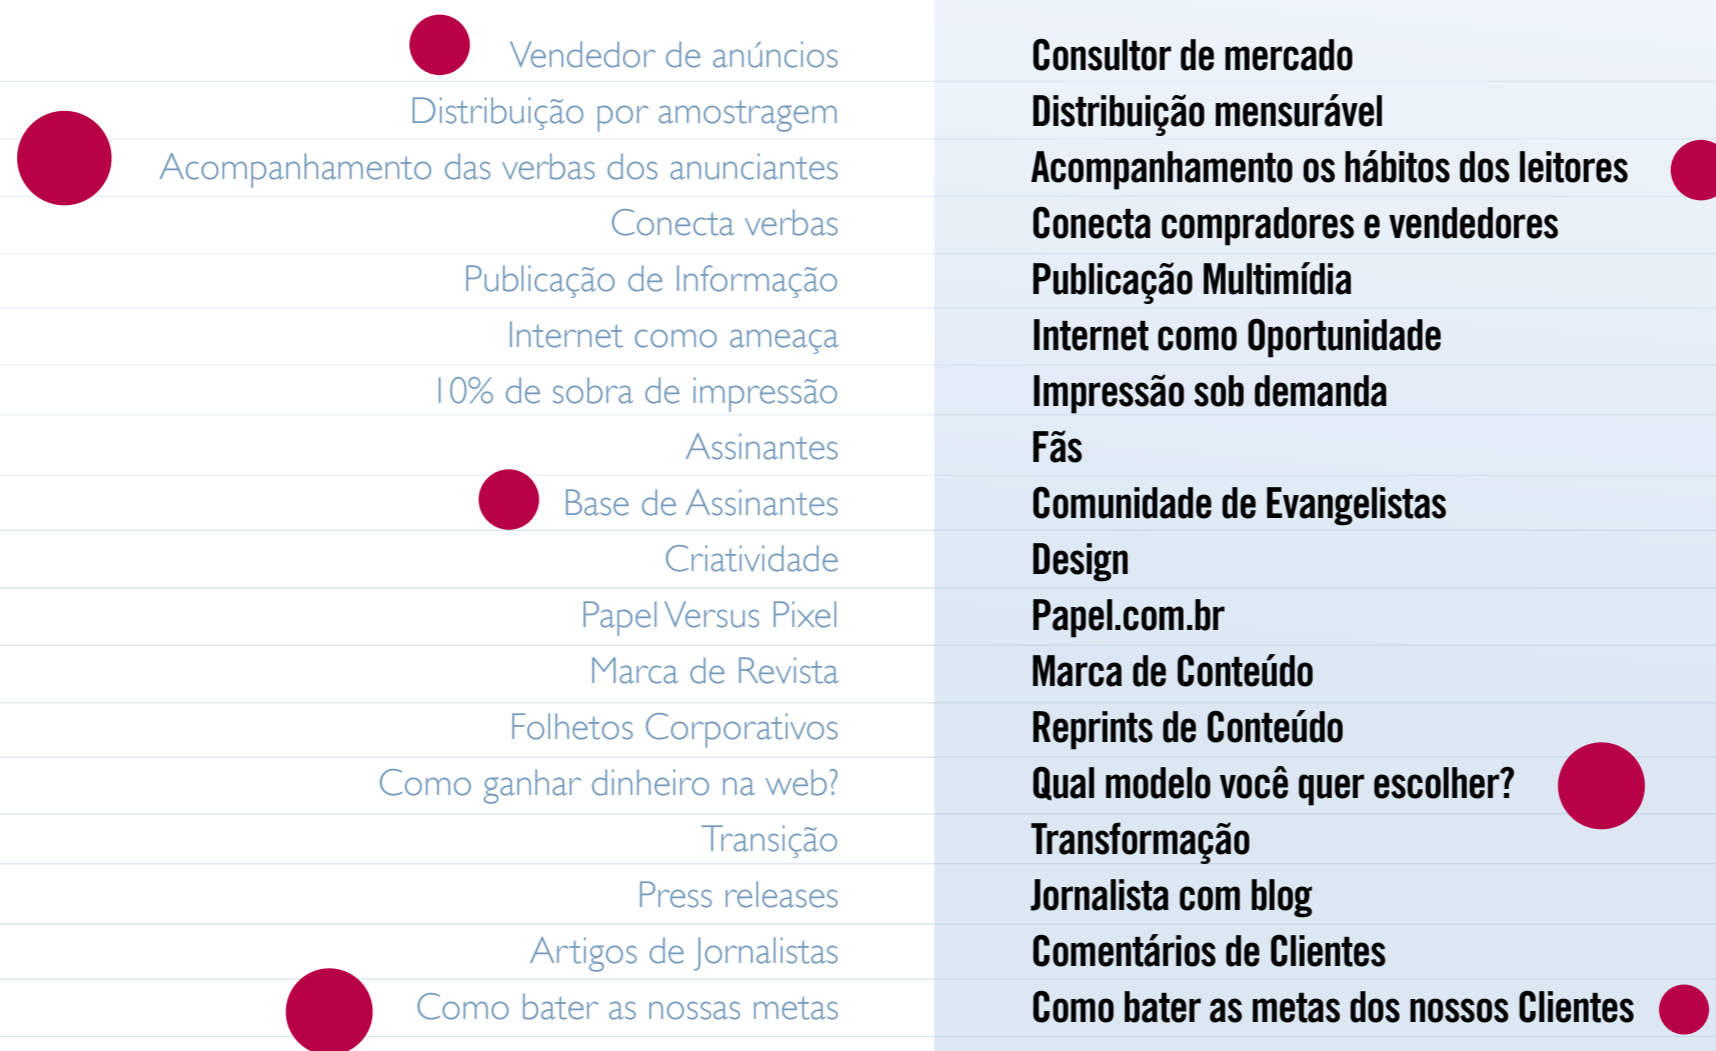 Vendedor de anúncios Consultor de mercado
Distribuição por amostragem Distribuição mensurável
Acompanhamento das verbas dos anunciantes Acompanhamento os hábitos dos leitores
Conecta verbas Conecta compradores e vendedores
Publicação de Informação Publicação Multimídia
Internet como ameaça Internet como Oportunidade
10% de sobra de impressão Impressão sob demanda
Assinantes Fãs
Base de Assinantes Comunidade de Evangelistas
Criatividade Design
Papel Versus Pixel Papel.com.br
Marca de Revista Marca de Conteúdo
Folhetos Corporativos Reprints de Conteúdo
Como ganhar dinheiro na web? Qual modelo você quer escolher?
Transição Transformação
Press releases Jornalista com blog
Artigos de Jornalistas Comentários de Clientes
Como bater as nossas metas Como bater as metas dos nossos Clientes